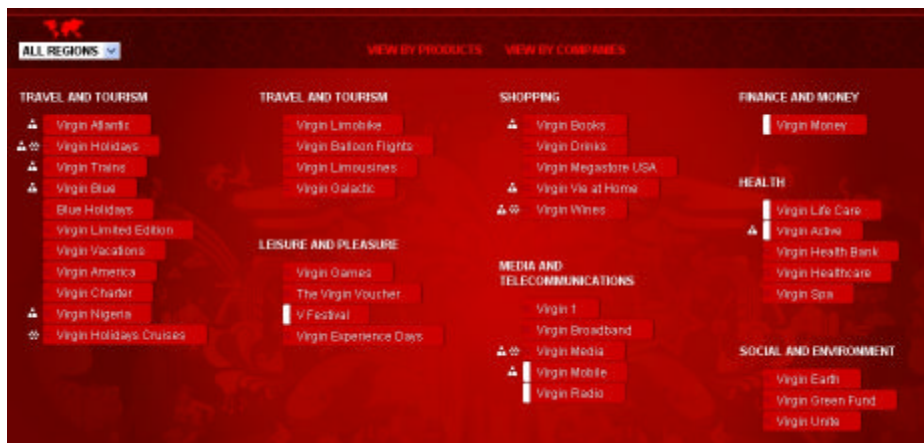 ALL REGIONS
VIEW BY PRODUCTS VIEW BY COMPANIES
TRAVEL AND TOURISM
Virgin Atlantic
Virgin Holidays
Virgin Trains
Virgin Blue
Blue Holidays
Virgin Limited Edition
Virgin Vacations
Virgin America
Virgin Charter
Virgin Nigeria
Virgin Holidays Cruises
TRAVEL AND TOURISM
Virgin Limobike
Virgin Balloon Flights
Virgin Limousines
Virgin Galactic
LEISURE AND PLEASURE
Virgin Games
The Virgin Voucher
V Festival
Virgin Experience Days
SHOPPING
Virgin Books
Virgin Drinks
Virgin Megastore USA
Virgin Vie at Home
Virgin Wines
MEDIA AND
TELECOMMUNICATIONS
Virgin 1
Virgin Broadband
Virgin Media
Virgin Mobile
Virgin Radio
FINANCE AND MONEY
Virgin Money
HEALTH
Virgin Life Care
Virgin Active
Virgin Health Bank
Virgin Healthcare
Virgin Spa
SOCIAL AND ENVIRONMENT
Virgin Earth
Virgin Green Fund
Virgin Unite